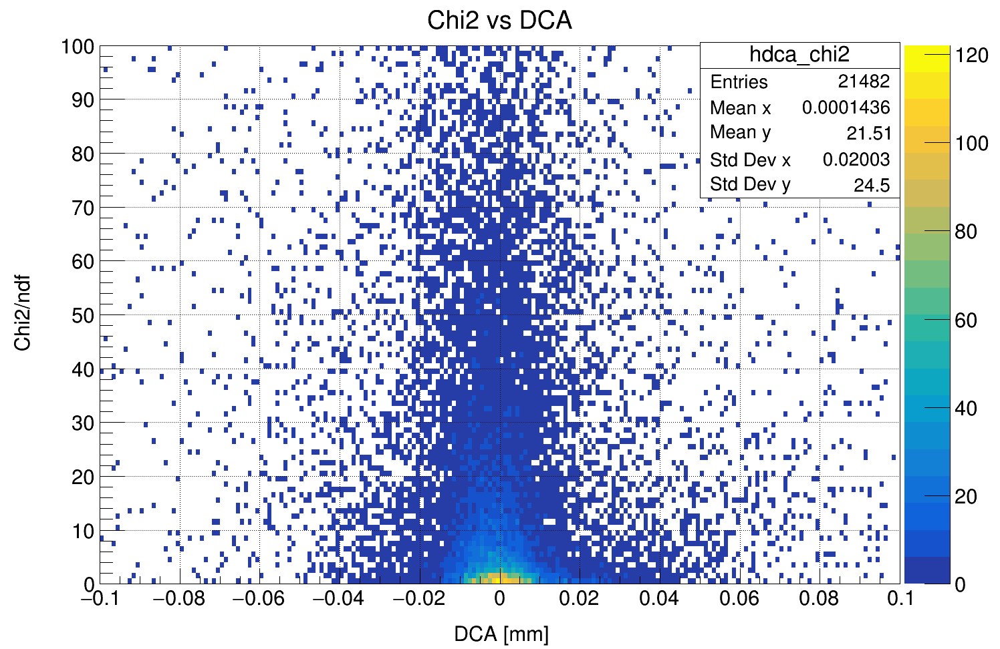 Chi2 vs DCA
hdca_chi2
Entries 21482
Mean x 0.0001436
Mean y 21.51
Std Dev x 0.02003
Std Dev y 24.5
100
90
80
70
60
50
40
30
20
10
0
Chi2/ndf
−0.1 −0.08 −0.06 −0.04 −0.02 0 0.02 0.04 0.06 0.08 0.1
DCA [mm]
120
100
80
60
40
20
0